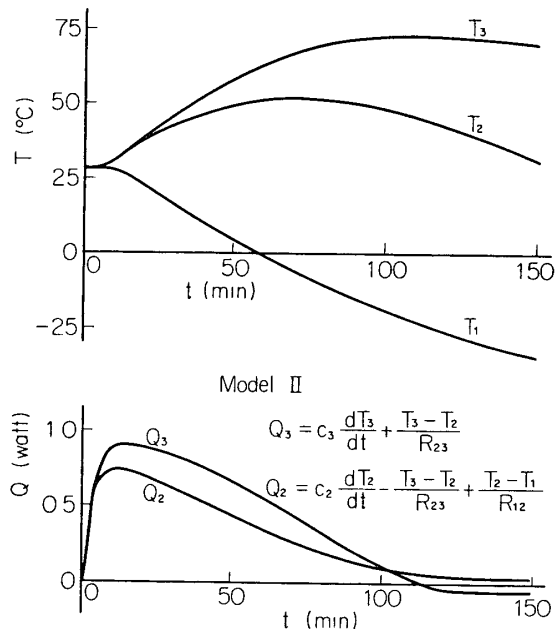 75
T₃
T (°C)
50
T₂
25
0
0
50
100
150
t (min)
-25
T₁
Model II
Q (watt)
1 0
Q₃
Q₃ = c₃ dT₃/dt + (T₃ − T₂)/R₂₃
0 5
Q₂
Q₂ = c₂ dT₂/dt − (T₃ − T₂)/R₂₃ + (T₂ − T₁)/R₁₂
0
0
50
100
150
t (min)